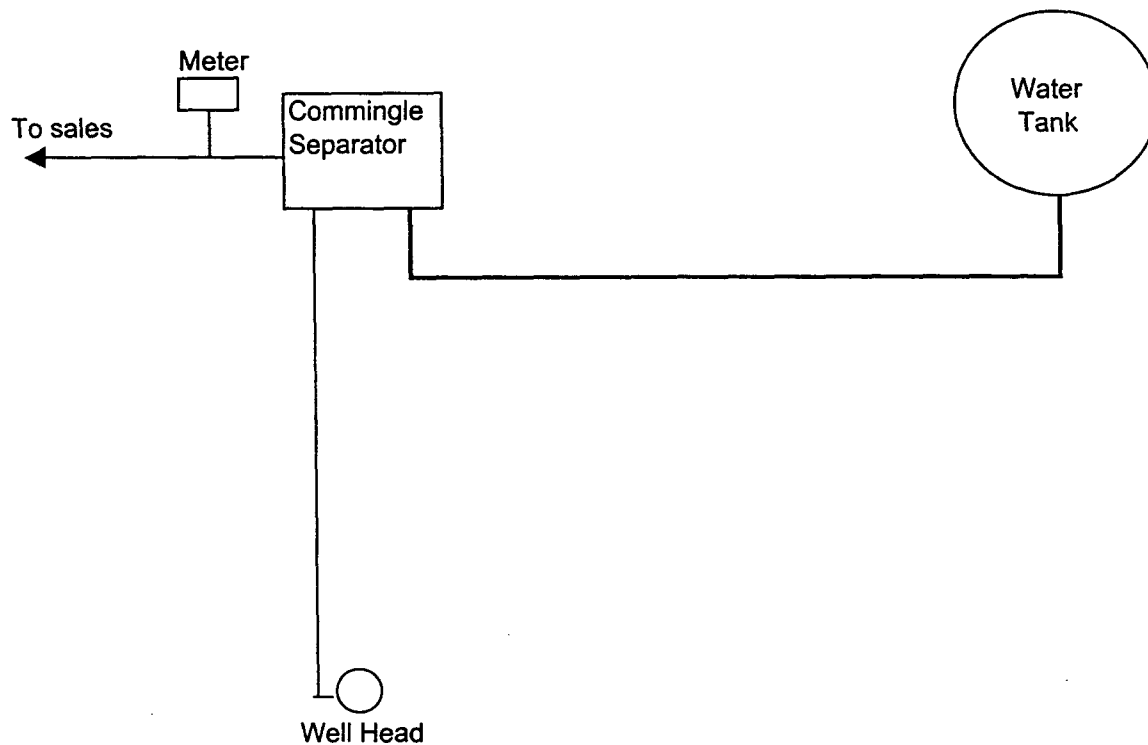 Meter
To sales
Commingle
Separator
Water
Tank
Well Head